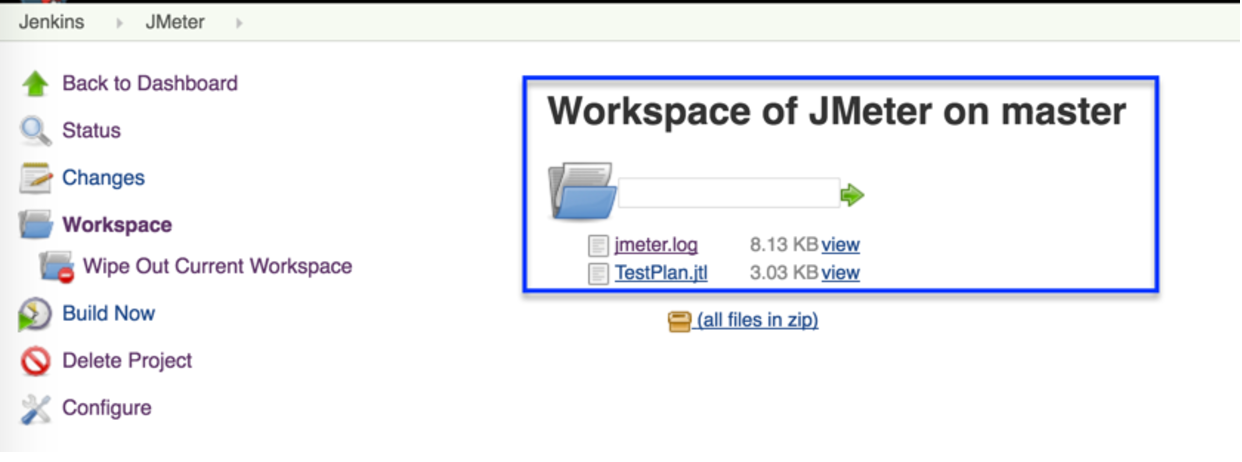 Jenkins JMeter
Back to Dashboard
Status
Changes
Workspace
Wipe Out Current Workspace
Build Now
Delete Project
Configure
Workspace of JMeter on master
jmeter.log 8.13 KB view
TestPlan.jtl 3.03 KB view
(all files in zip)